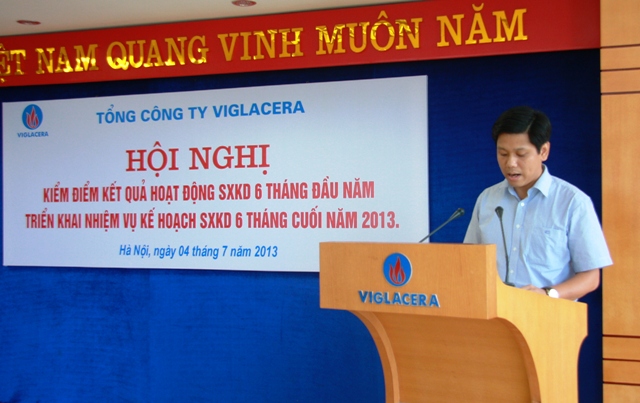 VIỆT NAM QUANG VINH MUÔN NĂM
VIGLACERA
TỔNG CÔNG TY VIGLACERA
HỘI NGHỊ
KIỂM ĐIỂM KẾT QUẢ HOẠT ĐỘNG SXKD 6 THÁNG ĐẦU NĂM
TRIỂN KHAI NHIỆM VỤ KẾ HOẠCH SXKD 6 THÁNG CUỐI NĂM 2013.
Hà Nội, ngày 04 tháng 7 năm 2013
VIGLACERA